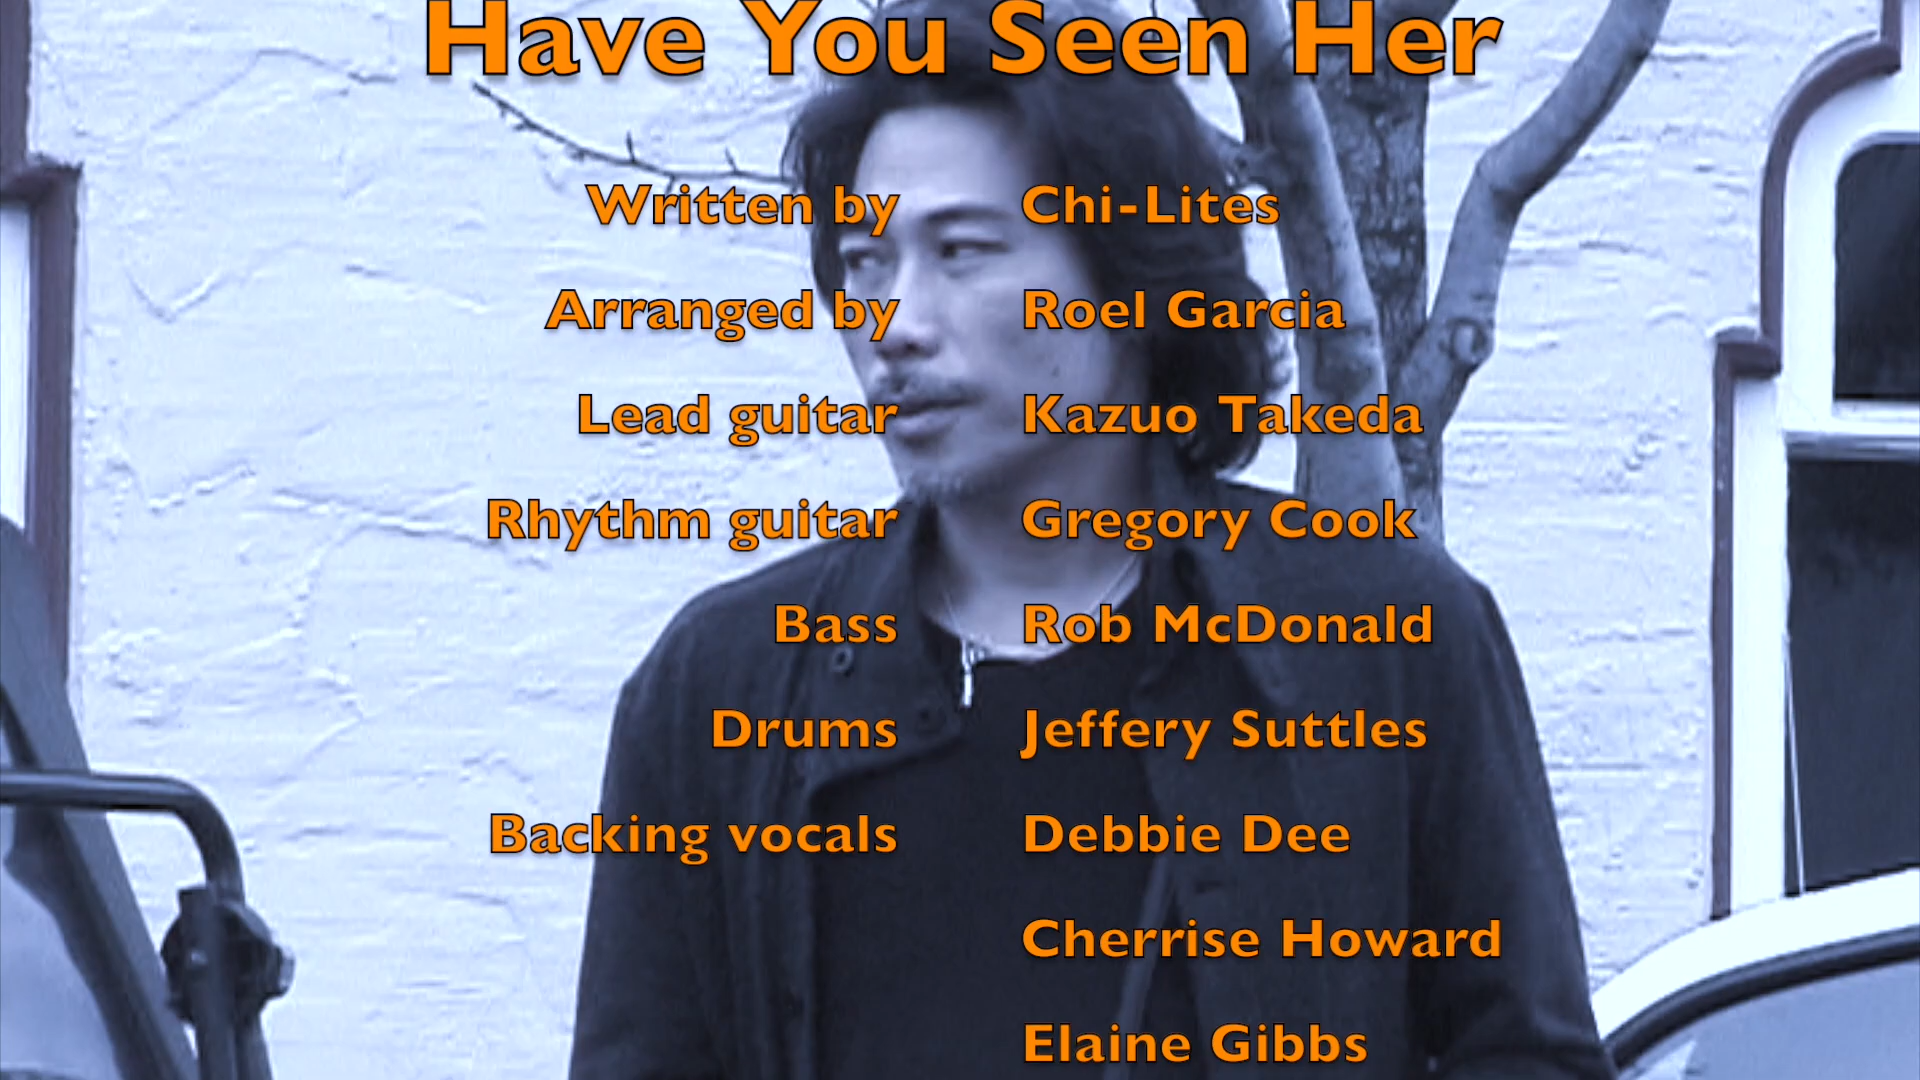 Have You Seen Her
Written by Chi-Lites
Arranged by Roel Garcia
Lead guitar Kazuo Takeda
Rhythm guitar Gregory Cook
Bass Rob McDonald
Drums Jeffery Suttles
Backing vocals Debbie Dee
Cherrise Howard
Elaine Gibbs